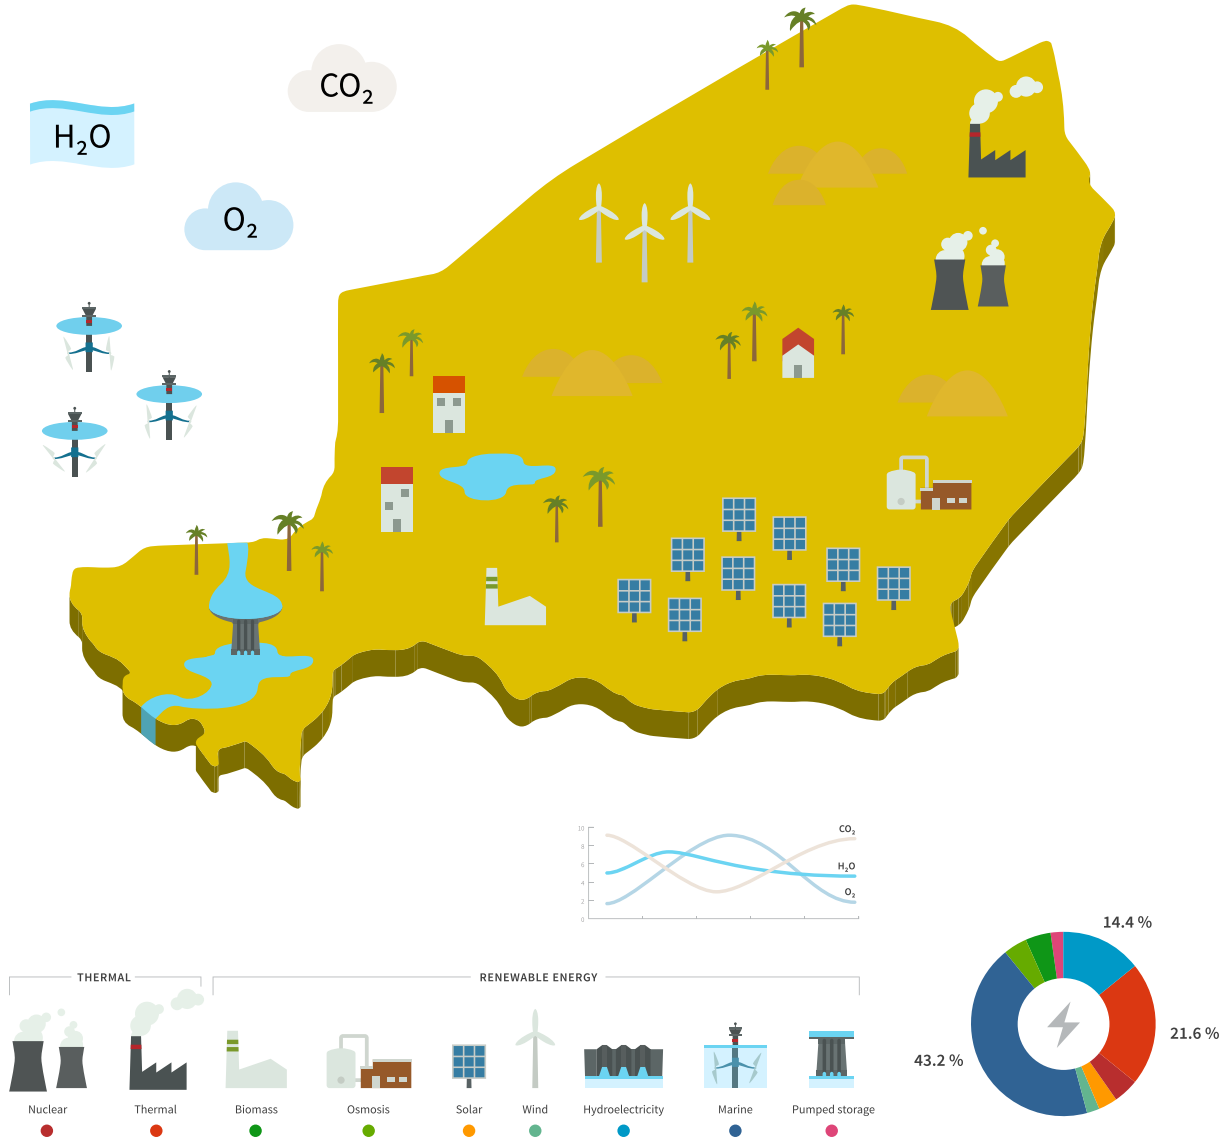 CO₂
H₂O
O₂
10
8
6
4
2
0
CO₂
H₂O
O₂
14.4 %
21.6 %
43.2 %
THERMAL
RENEWABLE ENERGY
Nuclear
Thermal
Biomass
Osmosis
Solar
Wind
Hydroelectricity
Marine
Pumped storage